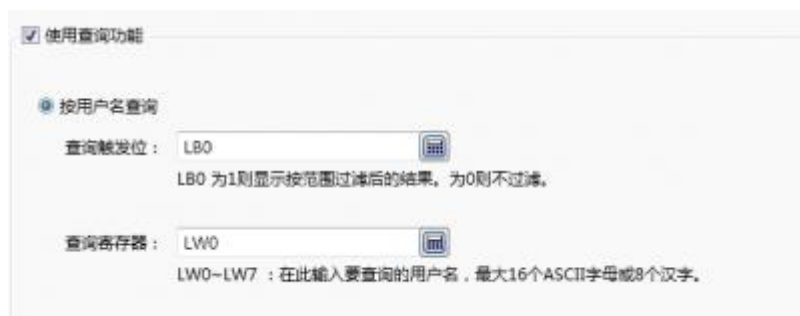 使用查询功能
按用户名查询
查询触发位： LB0
LB0 为1则显示按范围过滤后的结果。为0则不过滤。
查询寄存器： LW0
LW0~LW7 ：在此输入要查询的用户名，最大16个ASCII字母或8个汉字。